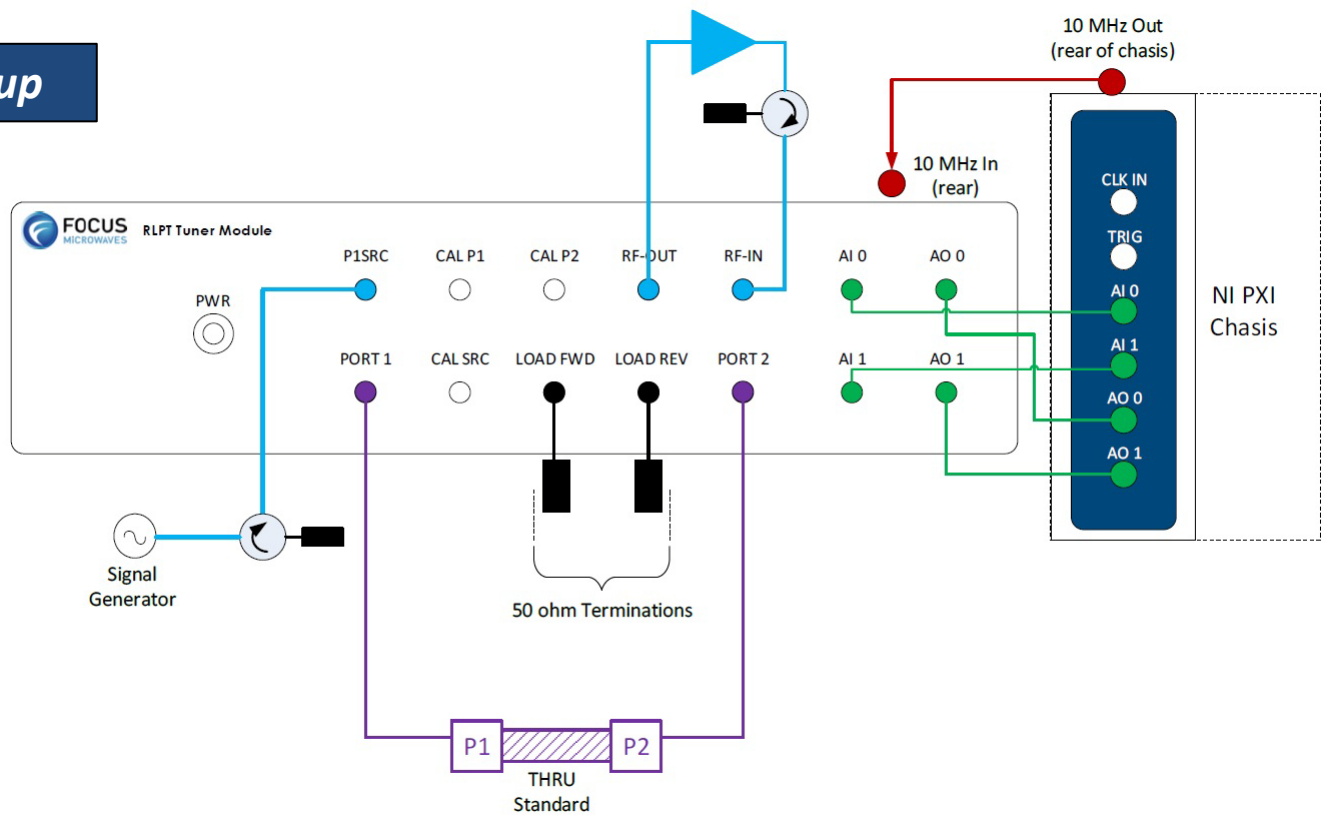 up
10 MHz Out
(rear of chasis)
10 MHz In
(rear)
CLK IN
TRIG
AI 0
AI 1
AO 0
AO 1
NI PXI
Chasis
FOCUS
MICROWAVES
RLPT Tuner Module
PWR
P1SRC
CAL P1
CAL P2
RF-OUT
RF-IN
AI 0
AO 0
PORT 1
CAL SRC
LOAD FWD
LOAD REV
PORT 2
AI 1
AO 1
Signal
Generator
50 ohm Terminations
P1
P2
THRU
Standard